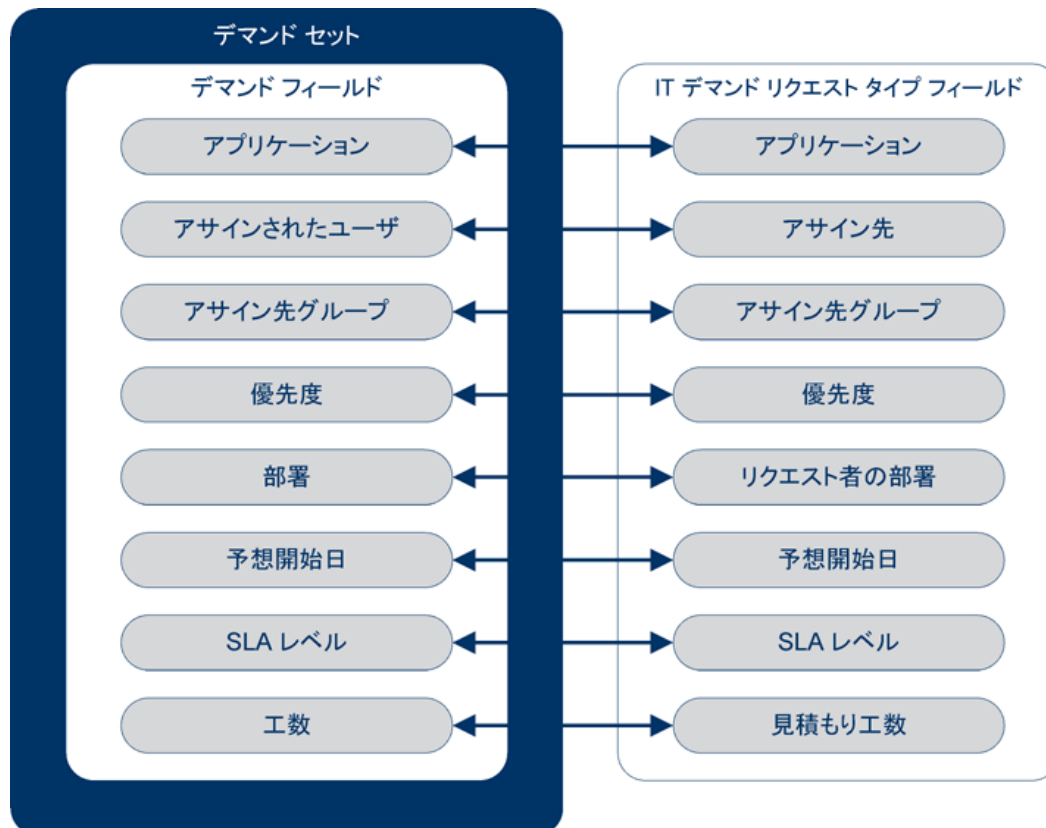 デマンド セット
デマンド フィールド
IT デマンド リクエスト タイプ フィールド
アプリケーション
アプリケーション
アサインされたユーザ
アサイン先
アサイン先グループ
アサイン先グループ
優先度
優先度
部署
リクエスト者の部署
予想開始日
予想開始日
SLA レベル
SLA レベル
工数
見積もり工数